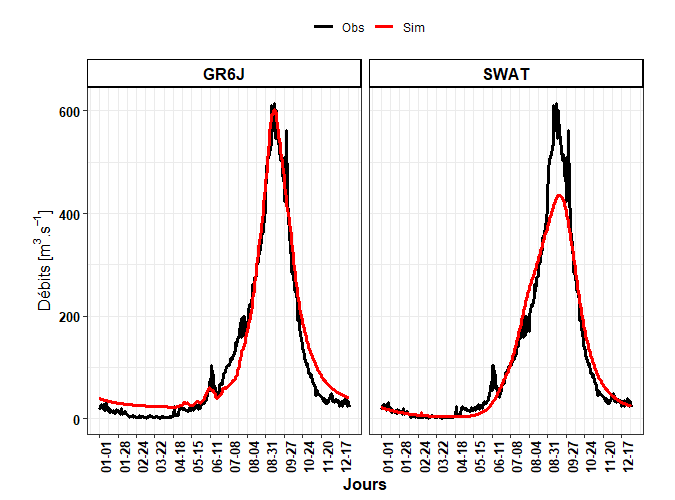 Obs Sim
GR6J SWAT
Débits [m³.s⁻¹]
600
400
200
0
01-01 01-28 02-24 03-22 04-18 05-15 06-11 07-08 08-04 08-31 09-27 10-24 11-20 12-17
01-01 01-28 02-24 03-22 04-18 05-15 06-11 07-08 08-04 08-31 09-27 10-24 11-20 12-17
Jours